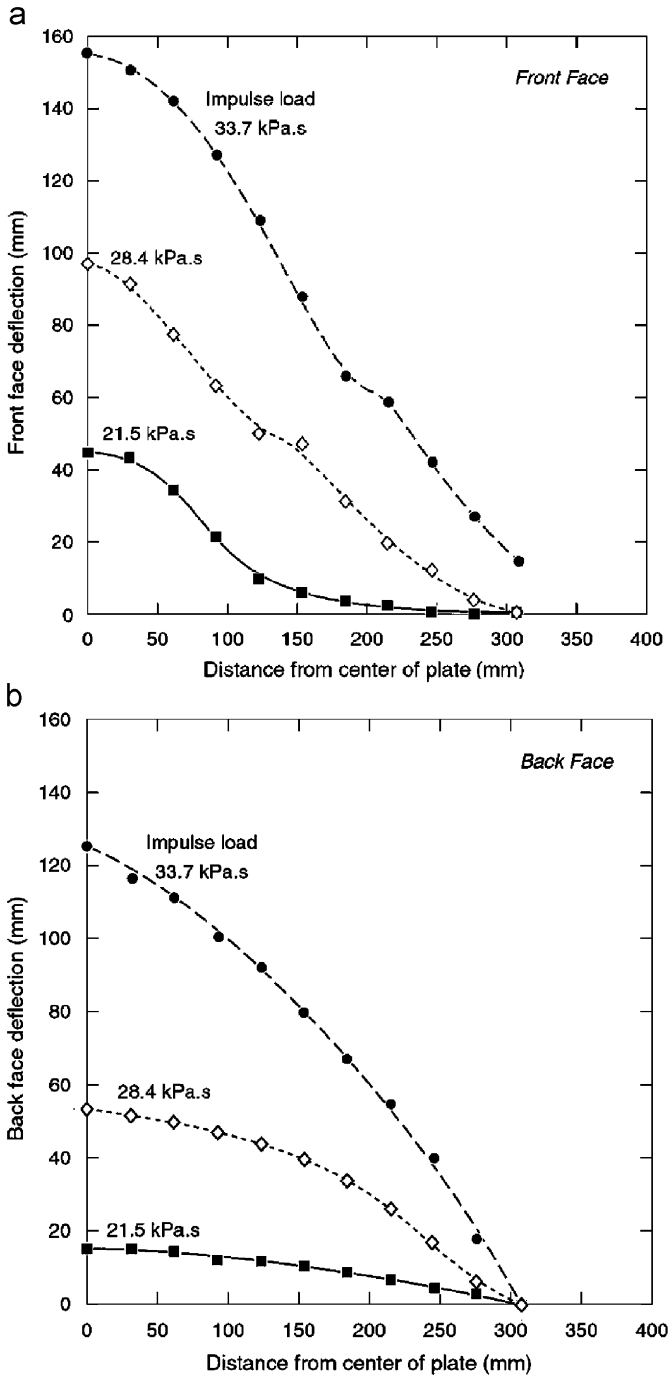 a
160
140
120
100
80
60
40
20
0
Front face deflection (mm)
Front Face
Impulse load
33.7 kPa.s
28.4 kPa.s
21.5 kPa.s
0 50 100 150 200 250 300 350 400
Distance from center of plate (mm)
b
160
140
120
100
80
60
40
20
0
Back face deflection (mm)
Back Face
Impulse load
33.7 kPa.s
28.4 kPa.s
21.5 kPa.s
0 50 100 150 200 250 300 350 400
Distance from center of plate (mm)